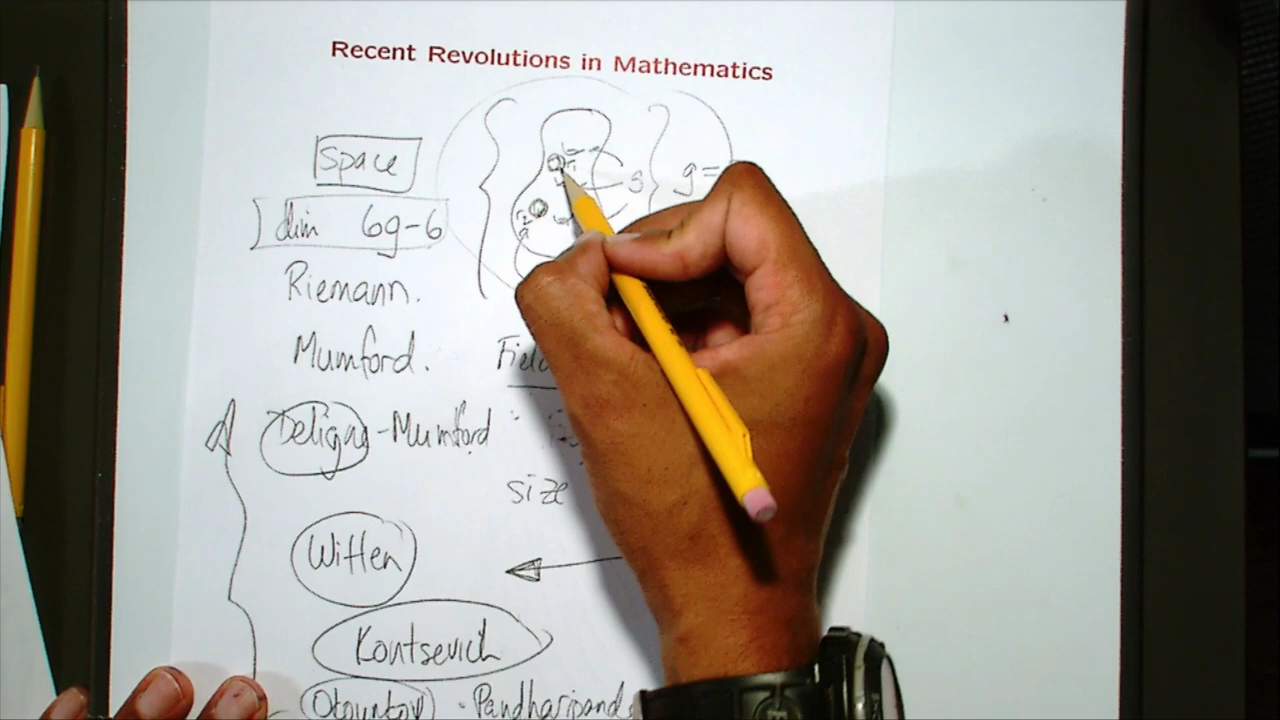 Recent Revolutions in Mathematics
Space
dim 6g-6
g=
S
Riemann.
Mumford.
Deligne-Mumford
size
Witten
Kontsevich